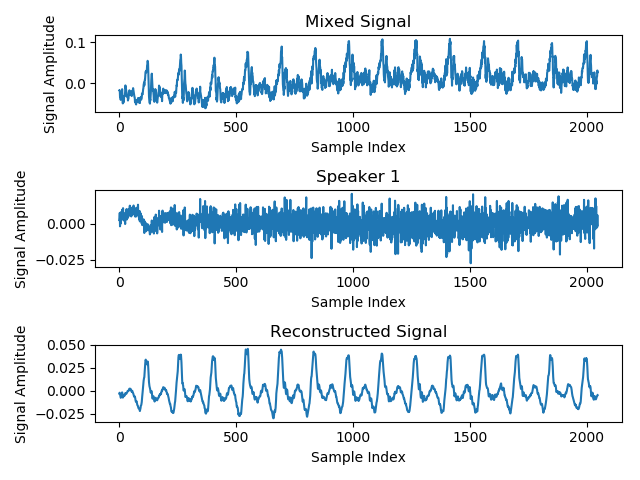 Mixed Signal
Signal Amplitude
0.1
0.0
0 500 1000 1500 2000
Sample Index
Speaker 1
Signal Amplitude
0.000
−0.025
0 500 1000 1500 2000
Sample Index
Reconstructed Signal
Signal Amplitude
0.050
0.025
0.000
−0.025
0 500 1000 1500 2000
Sample Index